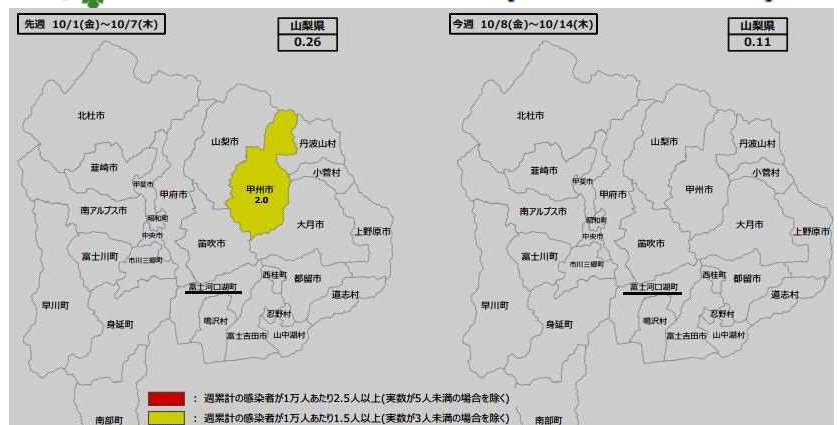 先週 10/1(金)～10/7(木)
山梨県
0.26
北杜市
山梨市
丹波山村
韮崎市
小菅村
甲斐市
甲府市
甲州市
2.0
南アルプス市
昭和町
大月市
上野原市
中央市
笛吹市
富士川町
市川三郷町
西桂町
都留市
富士河口湖町
道志村
早川町
身延町
鳴沢村
忍野村
富士吉田市
山中湖村
南部町
今週 10/8(金)～10/14(木)
山梨県
0.11
北杜市
山梨市
丹波山村
韮崎市
小菅村
甲斐市
甲府市
甲州市
南アルプス市
昭和町
大月市
上野原市
中央市
笛吹市
富士川町
市川三郷町
西桂町
都留市
富士河口湖町
道志村
早川町
身延町
鳴沢村
忍野村
富士吉田市
山中湖村
南部町
： 週累計の感染者が1万人あたり2.5人以上(実数が5人未満の場合を除く)
： 週累計の感染者が1万人あたり1.5人以上(実数が3人未満の場合を除く)